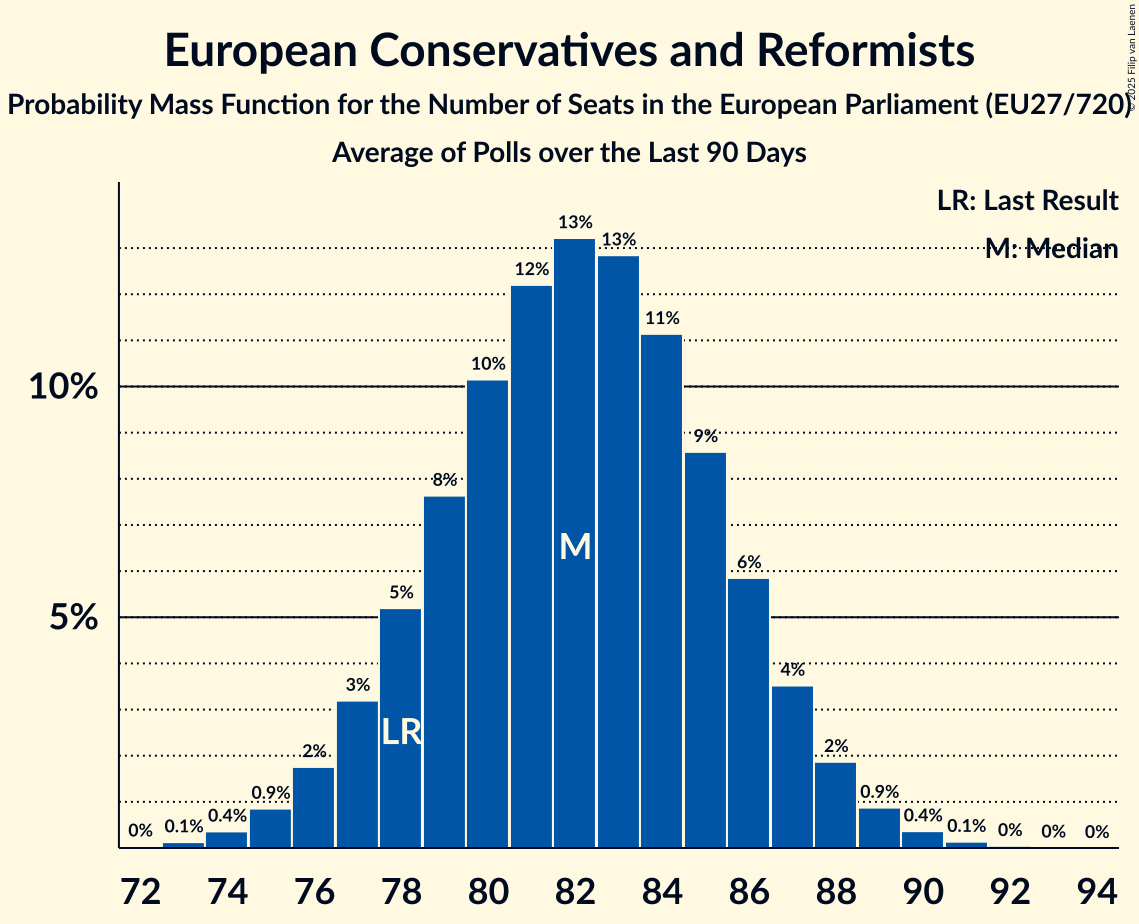 European Conservatives and Reformists
Probability Mass Function for the Number of Seats in the European Parliament (EU27/720)
Average of Polls over the Last 90 Days
© 2025 Filip van Laenen
LR: Last Result
M: Median
13%
13%
12%
11%
10%
10%
9%
8%
M
6%
5%
5%
4%
3%
LR
2%
2%
0.9%
0.9%
0.4%
0.4%
0%
0.1%
0.1%
0%
0%
0%
72 74 76 78 80 82 84 86 88 90 92 94